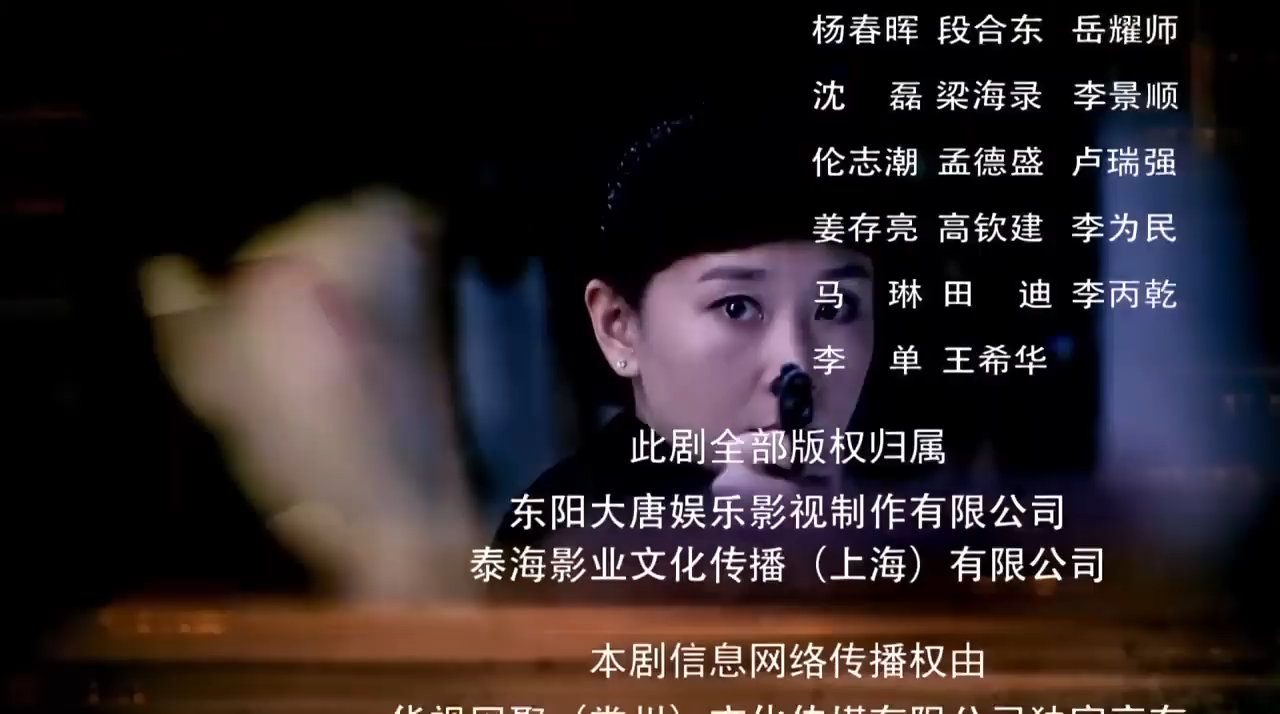 杨春晖 段合东 岳耀师
沈 磊 梁海录 李景顺
伦志潮 孟德盛 卢瑞强
姜存亮 高钦建 李为民
马 琳 田 迪 李丙乾
李 单 王希华
此剧全部版权归属
东阳大唐娱乐影视制作有限公司
泰海影业文化传播（上海）有限公司
本剧信息网络传播权由